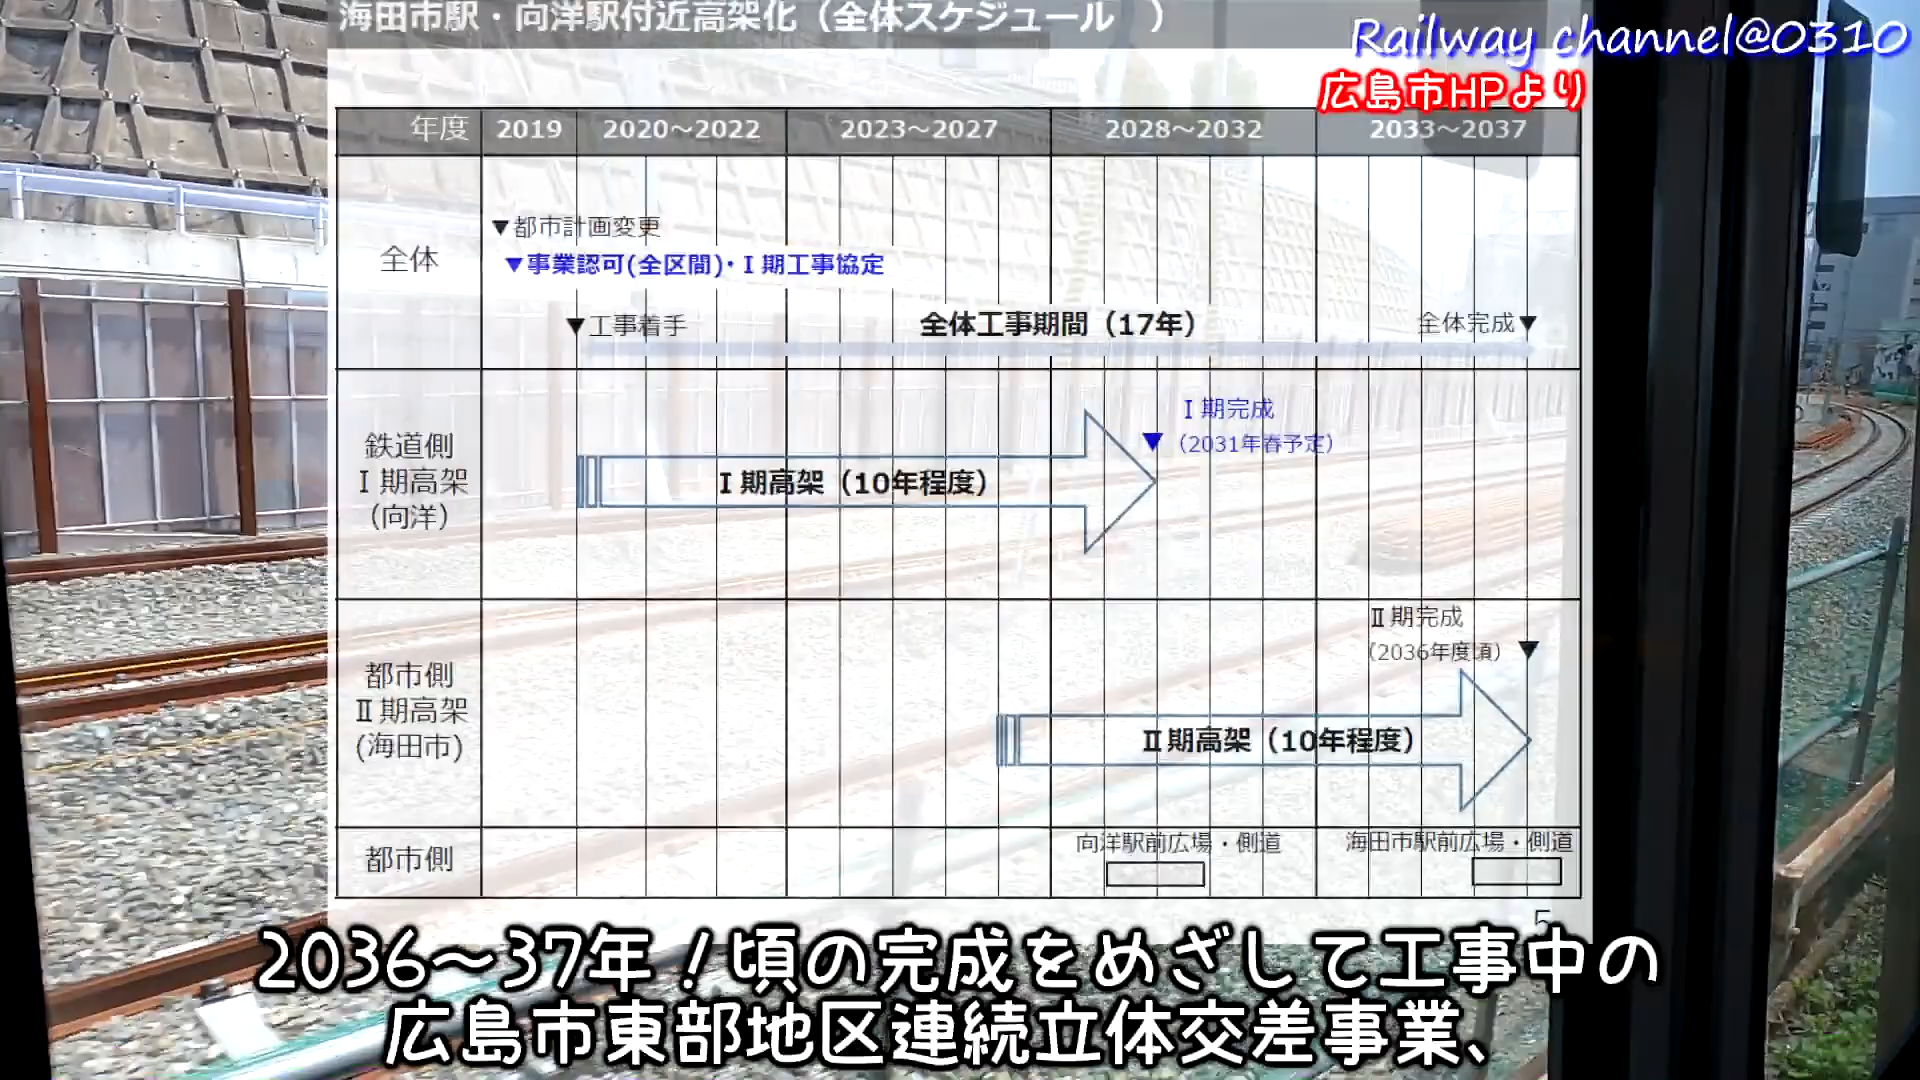 海田市駅・向洋駅付近高架化（全体スケジュール　）
Railway channel@0310
広島市HPより
年度 2019 2020～2022 2023～2027 2028～2032 2033～2037
全体
▼都市計画変更
▼事業認可(全区間)・Ⅰ期工事協定
▼工事着手
全体工事期間（17年）
全体完成▼
鉄道側
Ⅰ期高架
（向洋）
Ⅰ期高架（10年程度）
Ⅰ期完成
▼（2031年春予定）
都市側
Ⅱ期高架
(海田市)
Ⅱ期高架（10年程度）
Ⅱ期完成
（2036年度頃）▼
都市側
向洋駅前広場・側道
海田市駅前広場・側道
5
2036～37年！頃の完成をめざして工事中の
広島市東部地区連続立体交差事業、